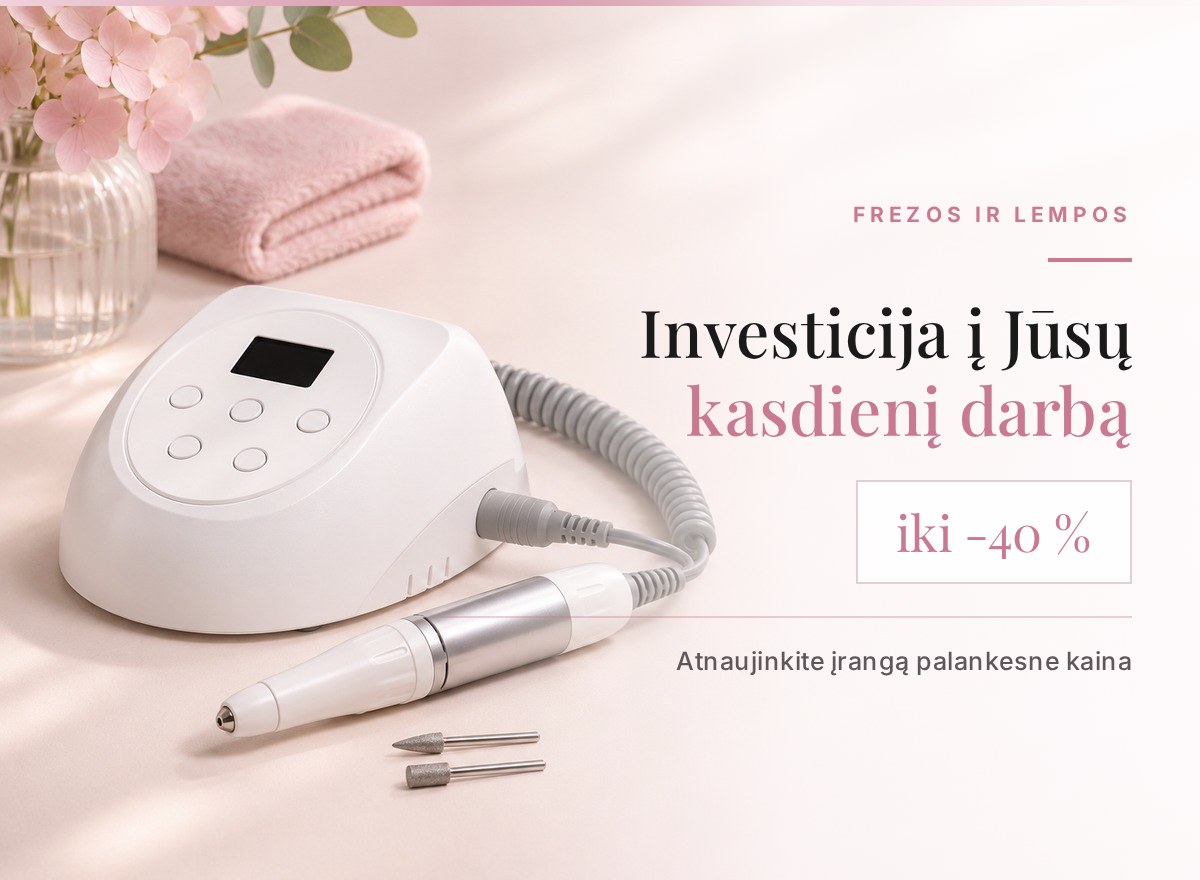 FREZOS IR LEMPOS
Investicija į Jūsų
kasdienį darbą
iki -40 %
Atnaujinkite įrangą palankesne kaina